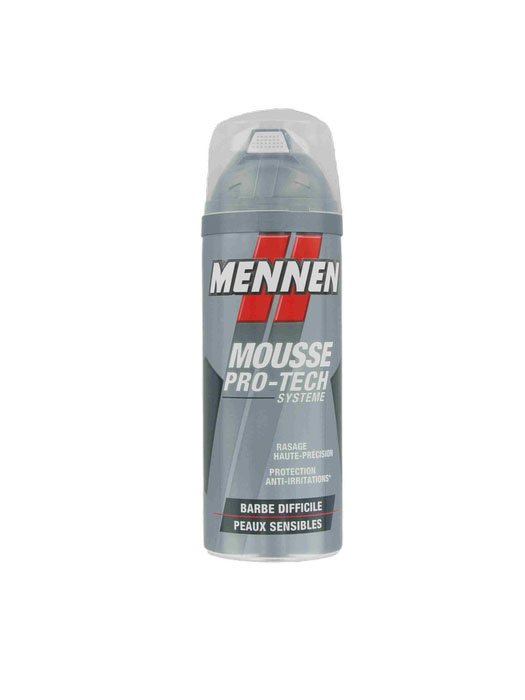 MENNEN
MOUSSE
PRO-TECH
SYSTEME
RASAGE
HAUTE-PRÉCISION
PROTECTION
ANTI-IRRITATIONS*
BARBE DIFFICILE
PEAUX SENSIBLES